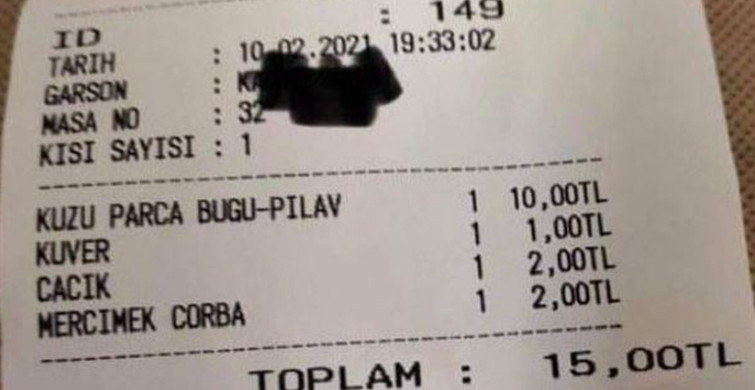 ID : 149
TARIH : 10.02.2021 19:33:02
GARSON :
MASA NO : 32
KISI SAYISI : 1
KUZU PARCA BUGU-PILAV 1 10,00TL
KUVER 1 1,00TL
CACIK 1 2,00TL
MERCIMEK CORBA 1 2,00TL
TOPLAM : 15,00TL